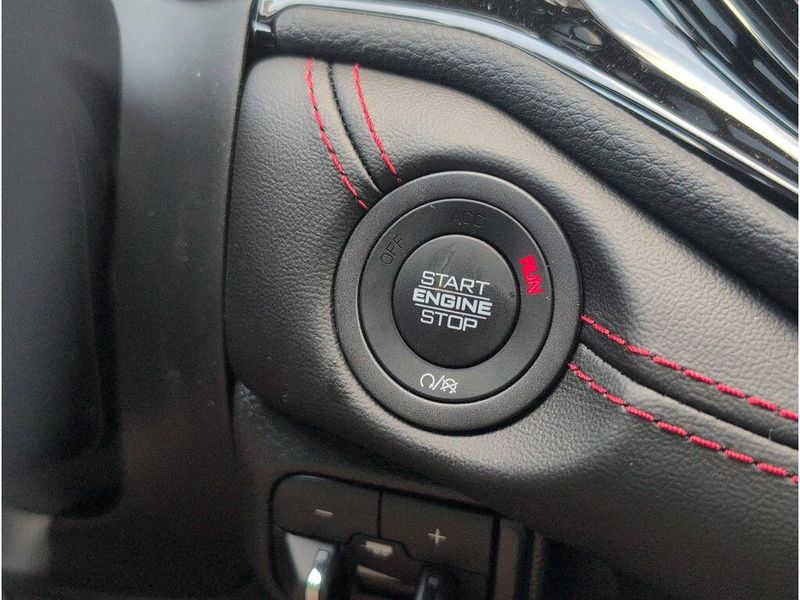 OFF
ACC
RUN
START
ENGINE
STOP
- +